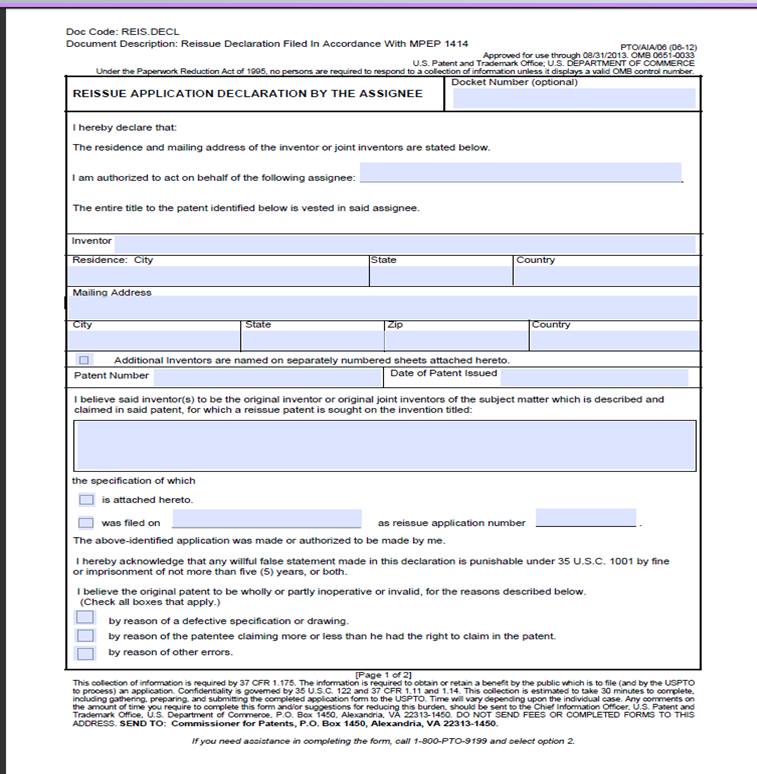 Doc Code: REIS.DECL
Document Description: Reissue Declaration Filed In Accordance With MPEP 1414
PTO/AIA/06 (06-12)
Approved for use through 08/31/2013. OMB 0651-0033
U.S. Patent and Trademark Office; U.S. DEPARTMENT OF COMMERCE
Under the Paperwork Reduction Act of 1995, no persons are required to respond to a collection of information unless it displays a valid OMB control number.
REISSUE APPLICATION DECLARATION BY THE ASSIGNEE
Docket Number (optional)
I hereby declare that:
The residence and mailing address of the inventor or joint inventors are stated below.
I am authorized to act on behalf of the following assignee:
The entire title to the patent identified below is vested in said assignee.
Inventor
Residence: City State Country
Mailing Address
City State Zip Country
Additional Inventors are named on separately numbered sheets attached hereto.
Patent Number Date of Patent Issued
I believe said inventor(s) to be the original inventor or original joint inventors of the subject matter which is described and
claimed in said patent, for which a reissue patent is sought on the invention titled:
the specification of which
is attached hereto.
was filed on as reissue application number .
The above-identified application was made or authorized to be made by me.
I hereby acknowledge that any willful false statement made in this declaration is punishable under 35 U.S.C. 1001 by fine
or imprisonment of not more than five (5) years, or both.
I believe the original patent to be wholly or partly inoperative or invalid, for the reasons described below.
(Check all boxes that apply.)
by reason of a defective specification or drawing.
by reason of the patentee claiming more or less than he had the right to claim in the patent.
by reason of other errors.
[Page 1 of 2]
This collection of information is required by 37 CFR 1.175. The information is required to obtain or retain a benefit by the public which is to file (and by the USPTO
to process) an application. Confidentiality is governed by 35 U.S.C. 122 and 37 CFR 1.11 and 1.14. This collection is estimated to take 30 minutes to complete,
including gathering, preparing, and submitting the completed application form to the USPTO. Time will vary depending upon the individual case. Any comments on
the amount of time you require to complete this form and/or suggestions for reducing this burden, should be sent to the Chief Information Officer, U.S. Patent and
Trademark Office, U.S. Department of Commerce, P.O. Box 1450, Alexandria, VA 22313-1450. DO NOT SEND FEES OR COMPLETED FORMS TO THIS
ADDRESS. SEND TO: Commissioner for Patents, P.O. Box 1450, Alexandria, VA 22313-1450.
If you need assistance in completing the form, call 1-800-PTO-9199 and select option 2.